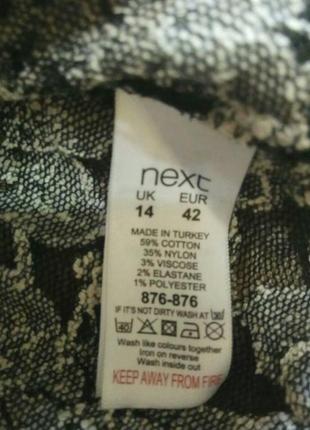 next
UK EUR
14 42
MADE IN TURKEY
59% COTTON
35% NYLON
3% VISCOSE
2% ELASTANE
1% POLYESTER
876-876
IF IT'S NOT DIRTY WASH AT 30
40
Wash like colours together
Iron on reverse
Wash inside out
KEEP AWAY FROM FIRE